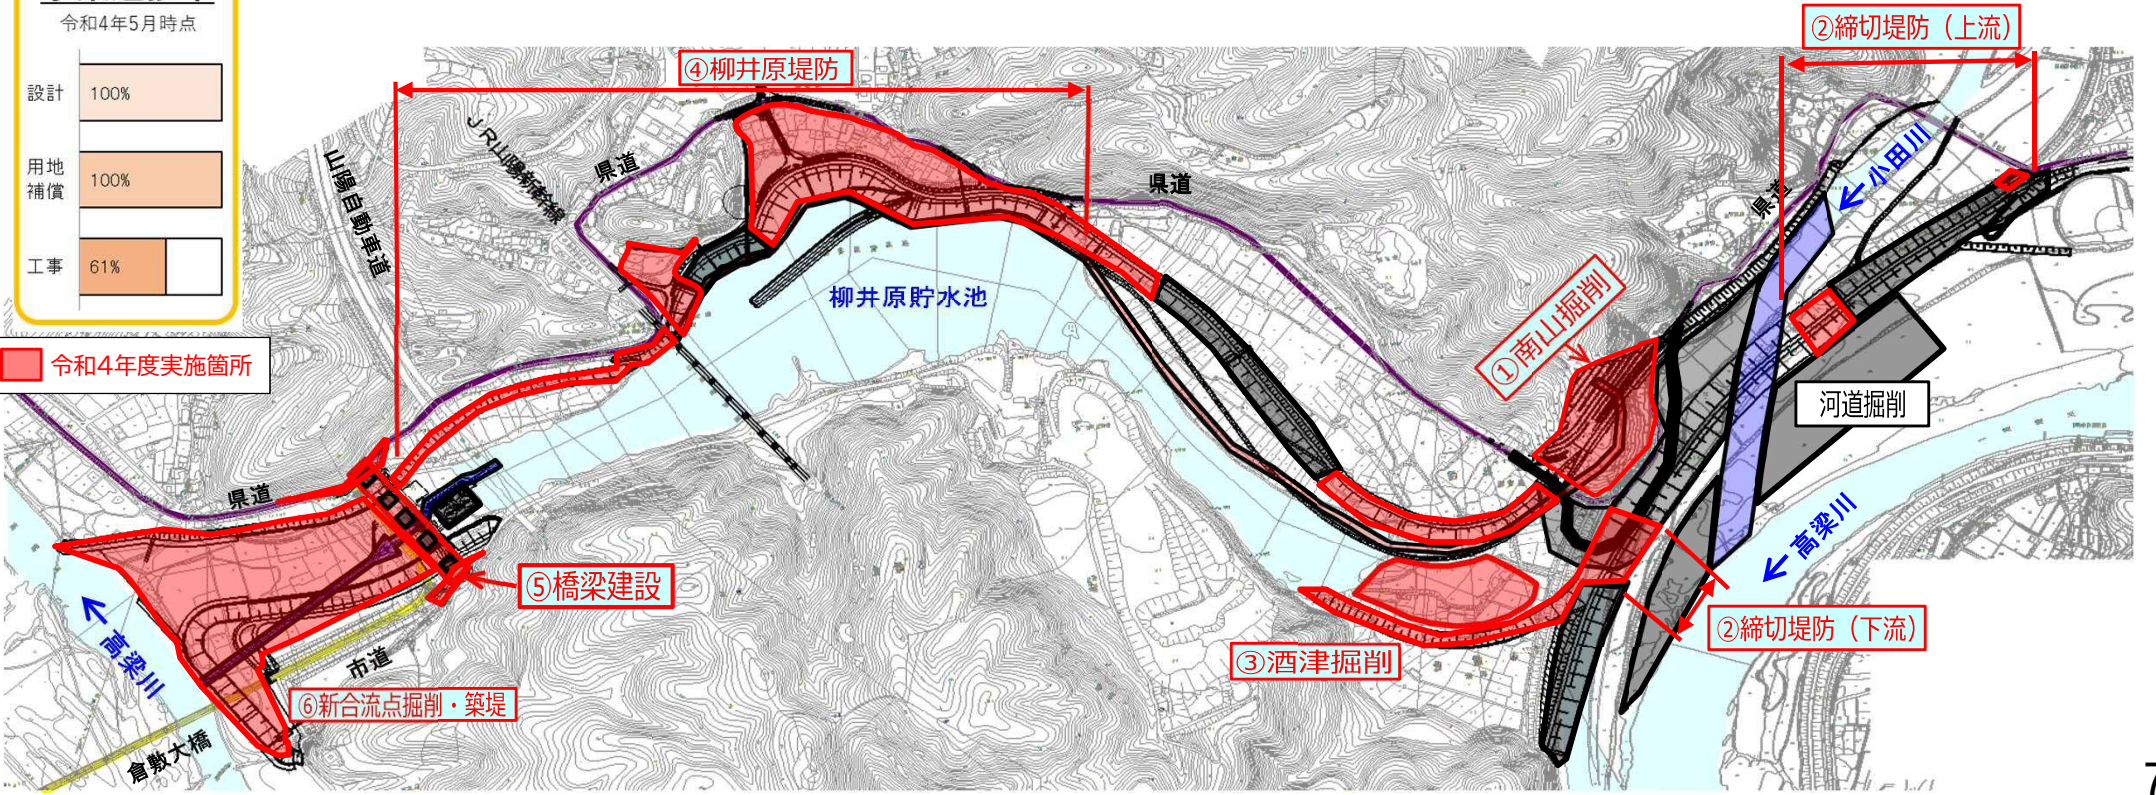 令和4年5月時点
設計
100%
用地
補償
100%
工事
61%
令和4年度実施箇所
④柳井原堤防
②締切堤防（上流）
山陽自動車道
JR山陽新幹線
県道
県道
県道
小田川
柳井原貯水池
①南山掘削
河道掘削
高梁川
県道
⑤橋梁建設
②締切堤防（下流）
③酒津掘削
高梁川
市道
⑥新合流点掘削・築堤
倉敷大橋